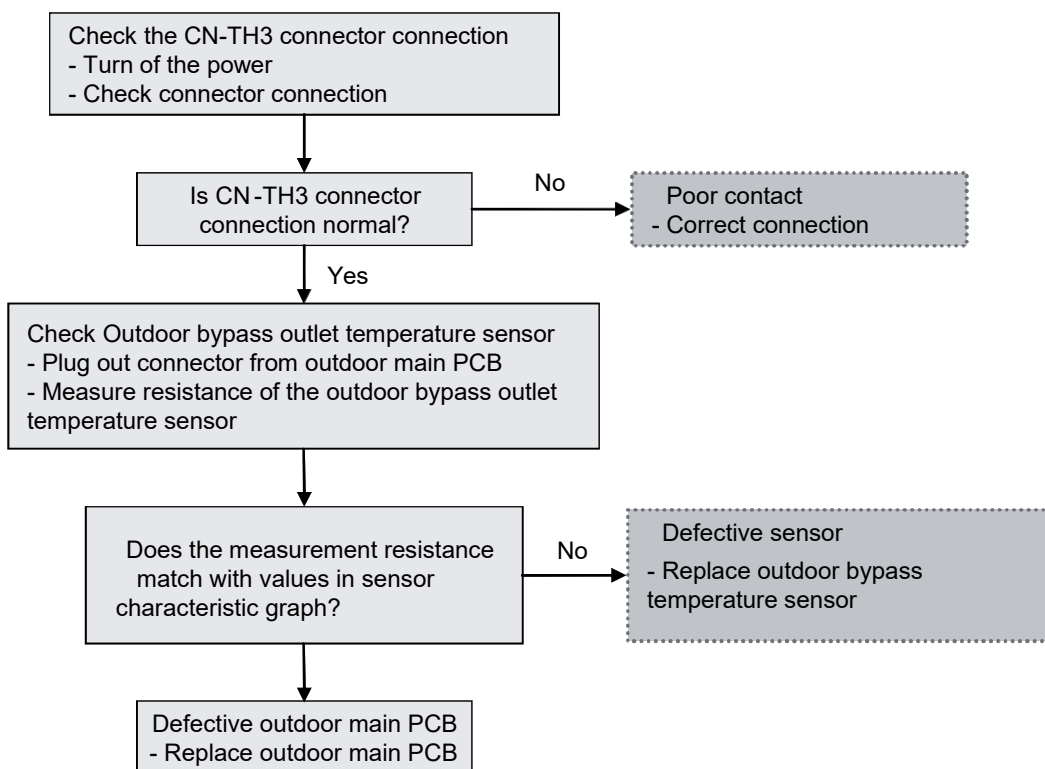 Check the CN-TH3 connector connection
- Turn of the power
- Check connector connection
Is CN-TH3 connector
connection normal?
No
Poor contact
- Correct connection
Yes
Check Outdoor bypass outlet temperature sensor
- Plug out connector from outdoor main PCB
- Measure resistance of the outdoor bypass outlet
temperature sensor
Does the measurement resistance
match with values in sensor
characteristic graph?
No
Defective sensor
- Replace outdoor bypass
temperature sensor
Defective outdoor main PCB
- Replace outdoor main PCB